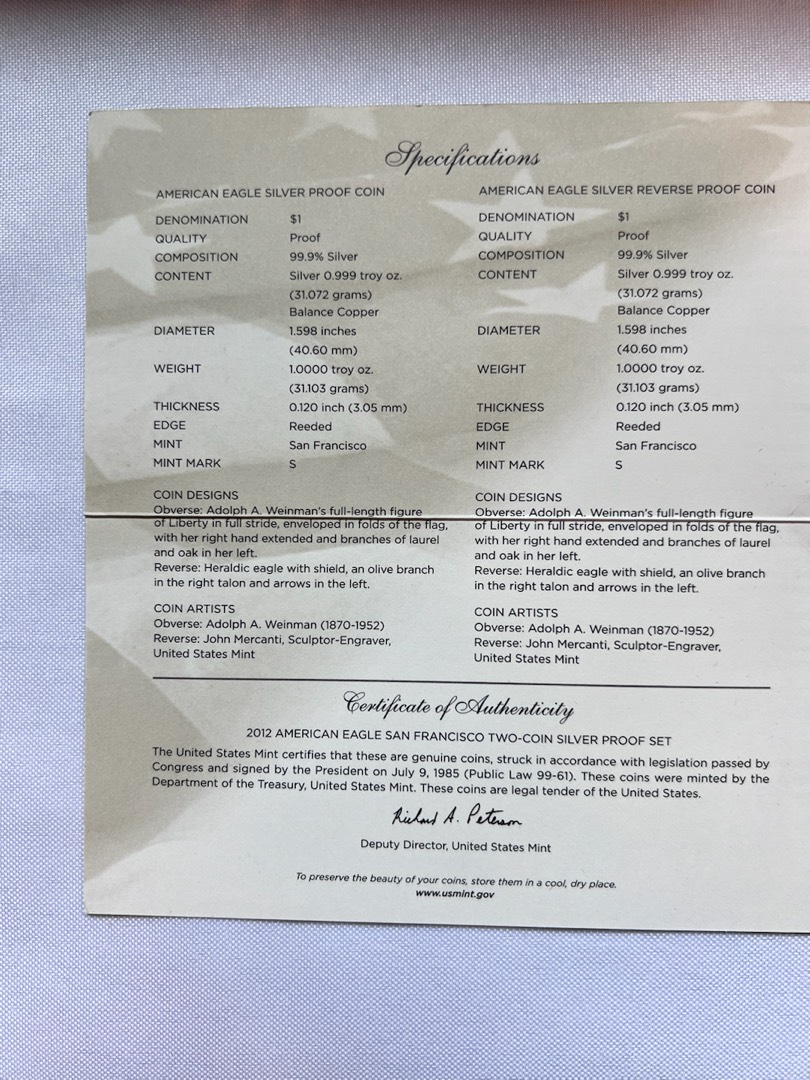 Specifications
AMERICAN EAGLE SILVER PROOF COIN
DENOMINATION $1
QUALITY Proof
COMPOSITION 99.9% Silver
CONTENT Silver 0.999 troy oz.
(31.072 grams)
Balance Copper
DIAMETER 1.598 inches
(40.60 mm)
WEIGHT 1.0000 troy oz.
(31.103 grams)
THICKNESS 0.120 inch (3.05 mm)
EDGE Reeded
MINT San Francisco
MINT MARK S
COIN DESIGNS
Obverse: Adolph A. Weinman's full-length figure
of Liberty in full stride, enveloped in folds of the flag,
with her right hand extended and branches of laurel
and oak in her left.
Reverse: Heraldic eagle with shield, an olive branch
in the right talon and arrows in the left.
COIN ARTISTS
Obverse: Adolph A. Weinman (1870-1952)
Reverse: John Mercanti, Sculptor-Engraver,
United States Mint
AMERICAN EAGLE SILVER REVERSE PROOF COIN
DENOMINATION $1
QUALITY Proof
COMPOSITION 99.9% Silver
CONTENT Silver 0.999 troy oz.
(31.072 grams)
Balance Copper
DIAMETER 1.598 inches
(40.60 mm)
WEIGHT 1.0000 troy oz.
(31.103 grams)
THICKNESS 0.120 inch (3.05 mm)
EDGE Reeded
MINT San Francisco
MINT MARK S
COIN DESIGNS
Obverse: Adolph A. Weinman's full-length figure
of Liberty in full stride, enveloped in folds of the flag,
with her right hand extended and branches of laurel
and oak in her left.
Reverse: Heraldic eagle with shield, an olive branch
in the right talon and arrows in the left.
COIN ARTISTS
Obverse: Adolph A. Weinman (1870-1952)
Reverse: John Mercanti, Sculptor-Engraver,
United States Mint
Certificate of Authenticity
2012 AMERICAN EAGLE SAN FRANCISCO TWO-COIN SILVER PROOF SET
The United States Mint certifies that these are genuine coins, struck in accordance with legislation passed by
Congress and signed by the President on July 9, 1985 (Public Law 99-61). These coins were minted by the
Department of the Treasury, United States Mint. These coins are legal tender of the United States.
Richard A. Peterson
Deputy Director, United States Mint
To preserve the beauty of your coins, store them in a cool, dry place.
www.usmint.gov